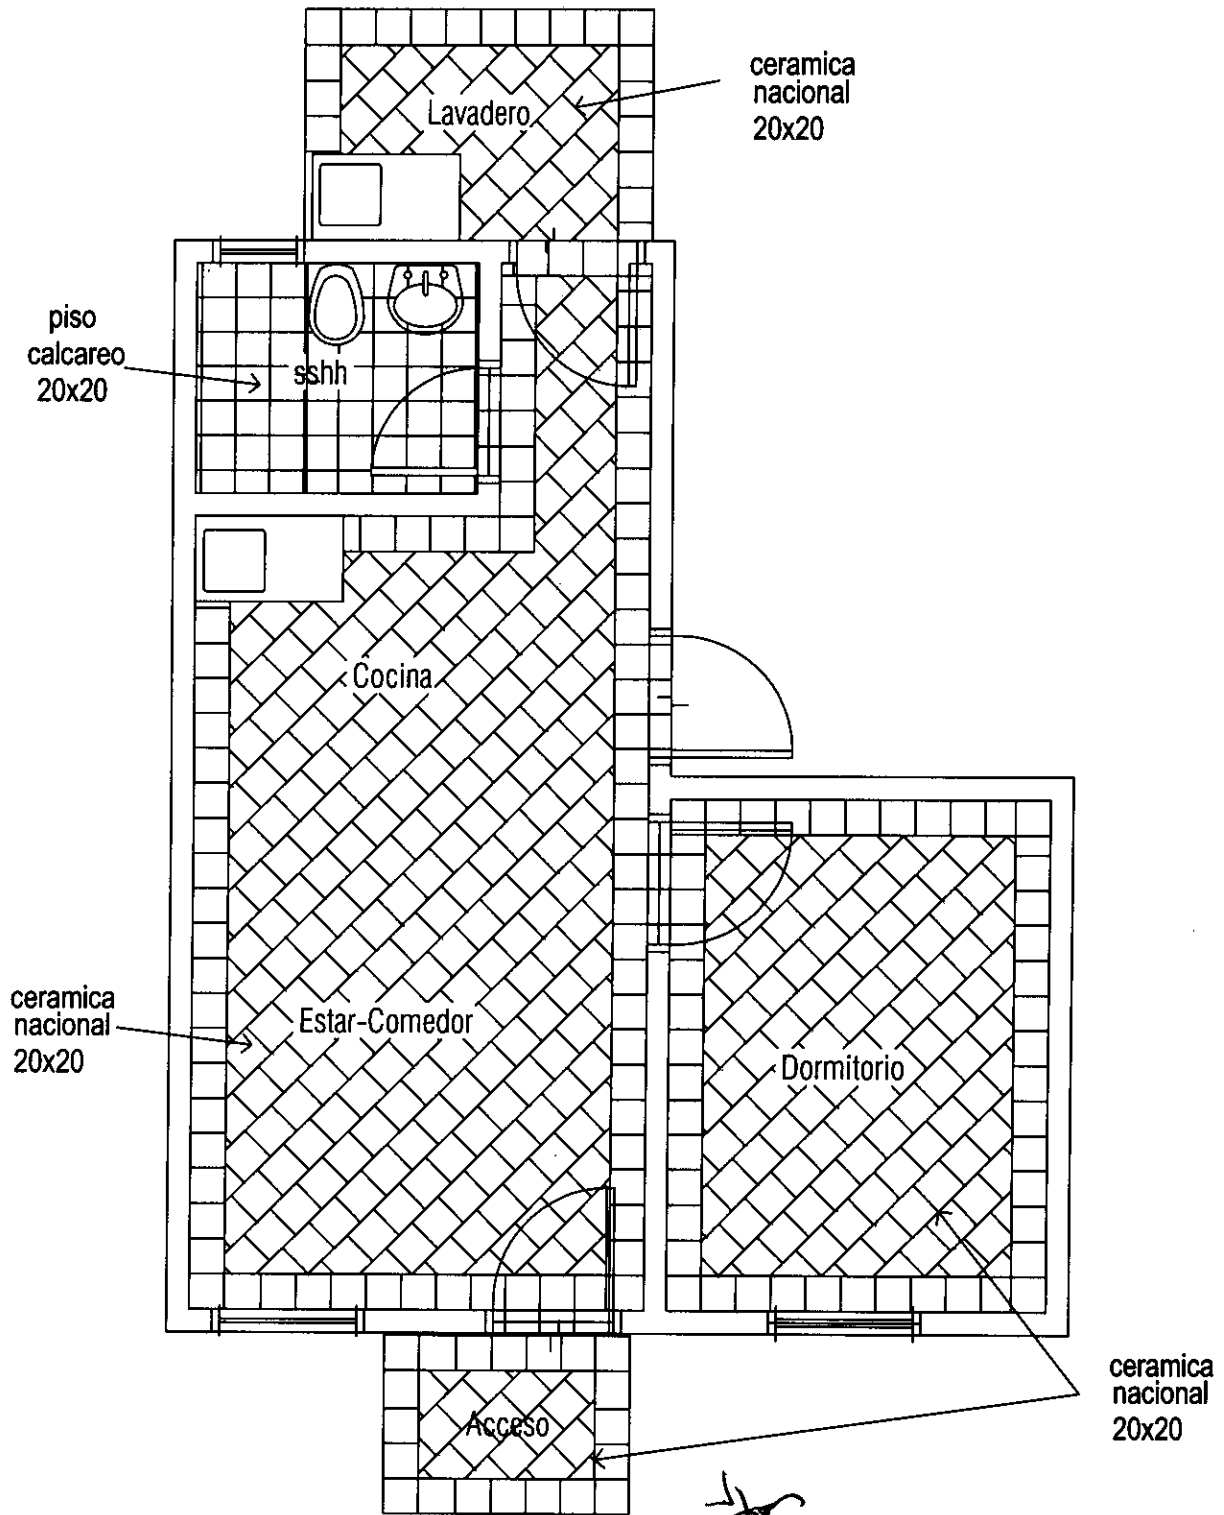 ceramica
nacional
20x20
Lavadero
piso
calcareo
20x20
sshh
Cocina
ceramica
nacional
20x20
Estar-Comedor
Dormitorio
Acceso
ceramica
nacional
20x20